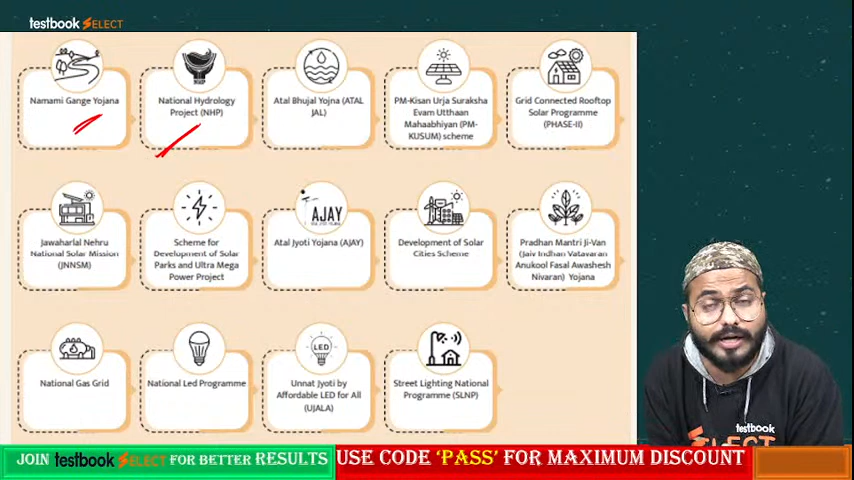 testbook SELECT
Namami Gange Yojana
National Hydrology
Project (NHP)
Atal Bhujal Yojna (ATAL
JAL)
PM-Kisan Urja Suraksha
Evam Utthaan
Mahaabhiyan (PM-
KUSUM) scheme
Grid Connected Rooftop
Solar Programme
(PHASE-II)
Jawaharlal Nehru
National Solar Mission
(JNNSM)
Scheme for
Development of Solar
Parks and Ultra Mega
Power Project
AJAY
Atal Jyoti Yojana (AJAY)
Development of Solar
Cities Scheme
Pradhan Mantri Ji-Van
(Jaiv Indhan Vatavaran
Anukool Fasal Awashesh
Nivaran) Yojana
National Gas Grid
National Led Programme
LED
Unnat Jyoti by
Affordable LED for All
(UJALA)
Street Lighting National
Programme (SLNP)
testbook
SELECT
JOIN testbook SELECT FOR BETTER RESULTS
USE CODE 'PASS' FOR MAXIMUM DISCOUNT